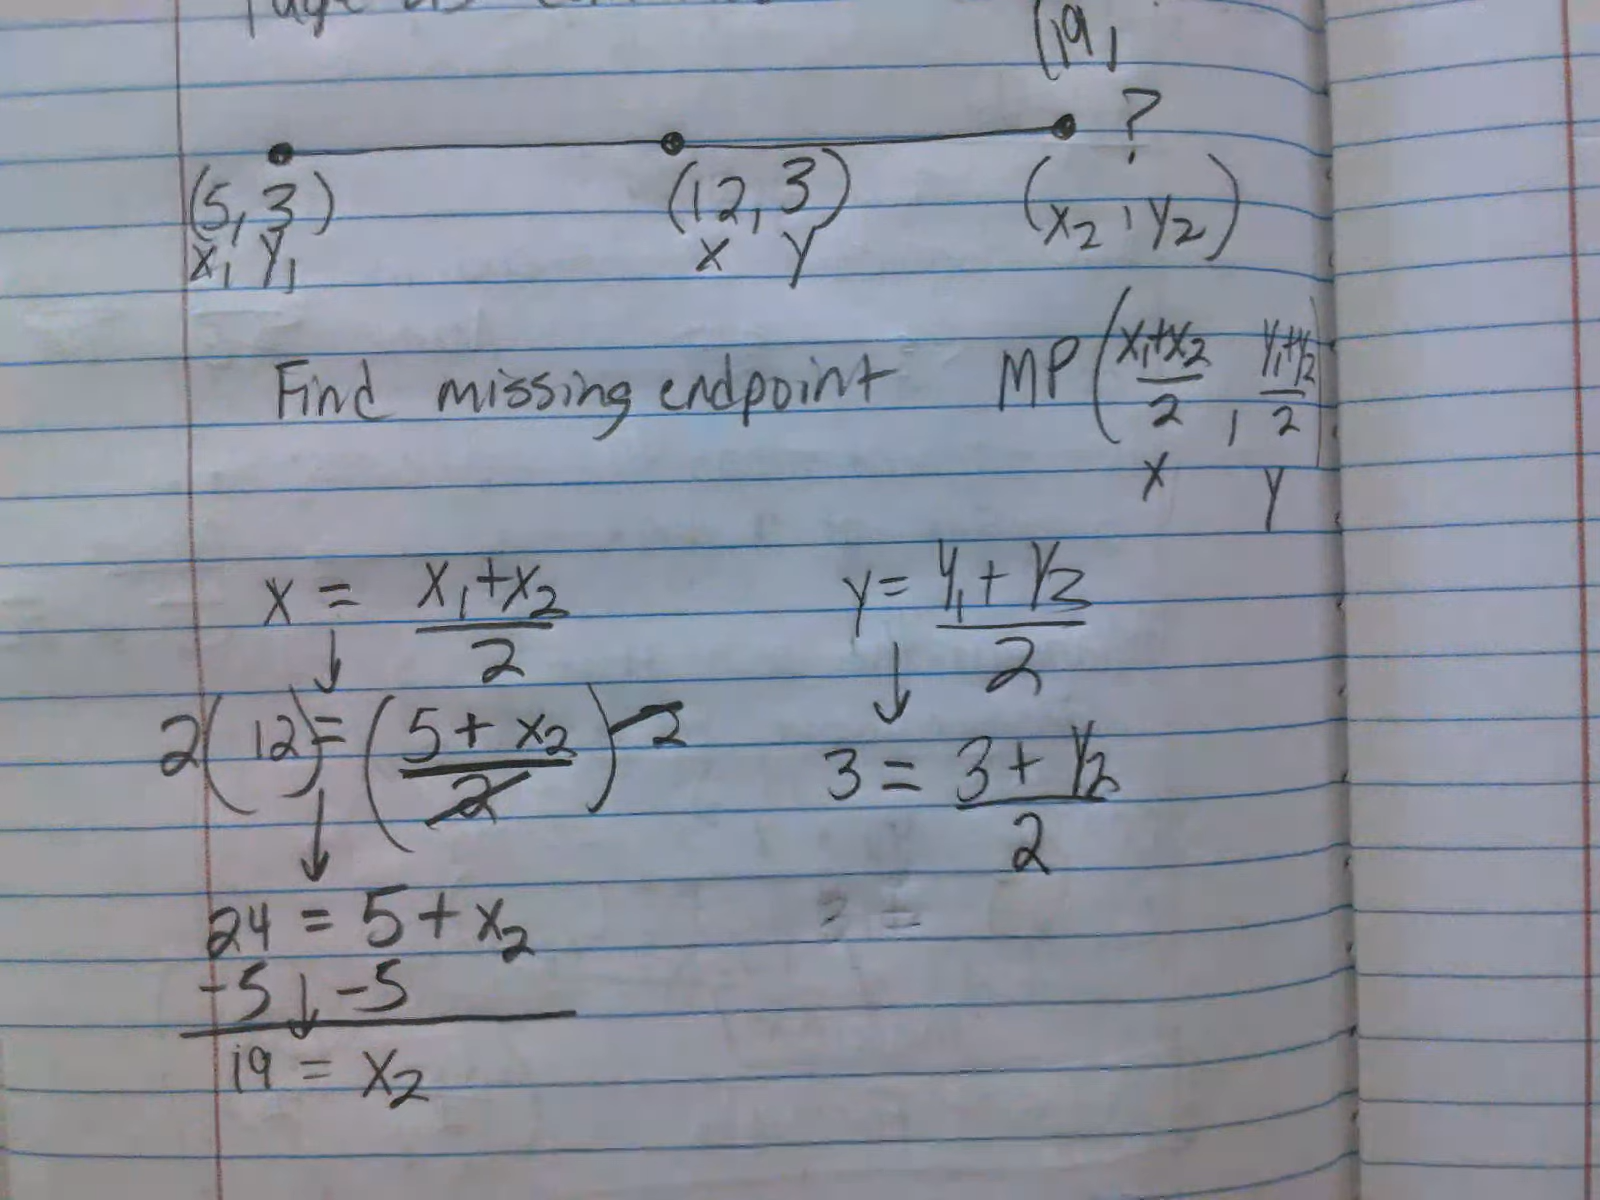 (19,
?
(5, 3) (12, 3) (x₂, y₂)
x₁ y₁ x y
Find missing endpoint MP (x₁+x₂/2, y₁+y₂/2)
x y
x = x₁+x₂/2 y = y₁+y₂/2
2(12) = (5+x₂/2) 2 3 = 3+y₂/2
24 = 5+x₂
-5 -5
19 = x₂